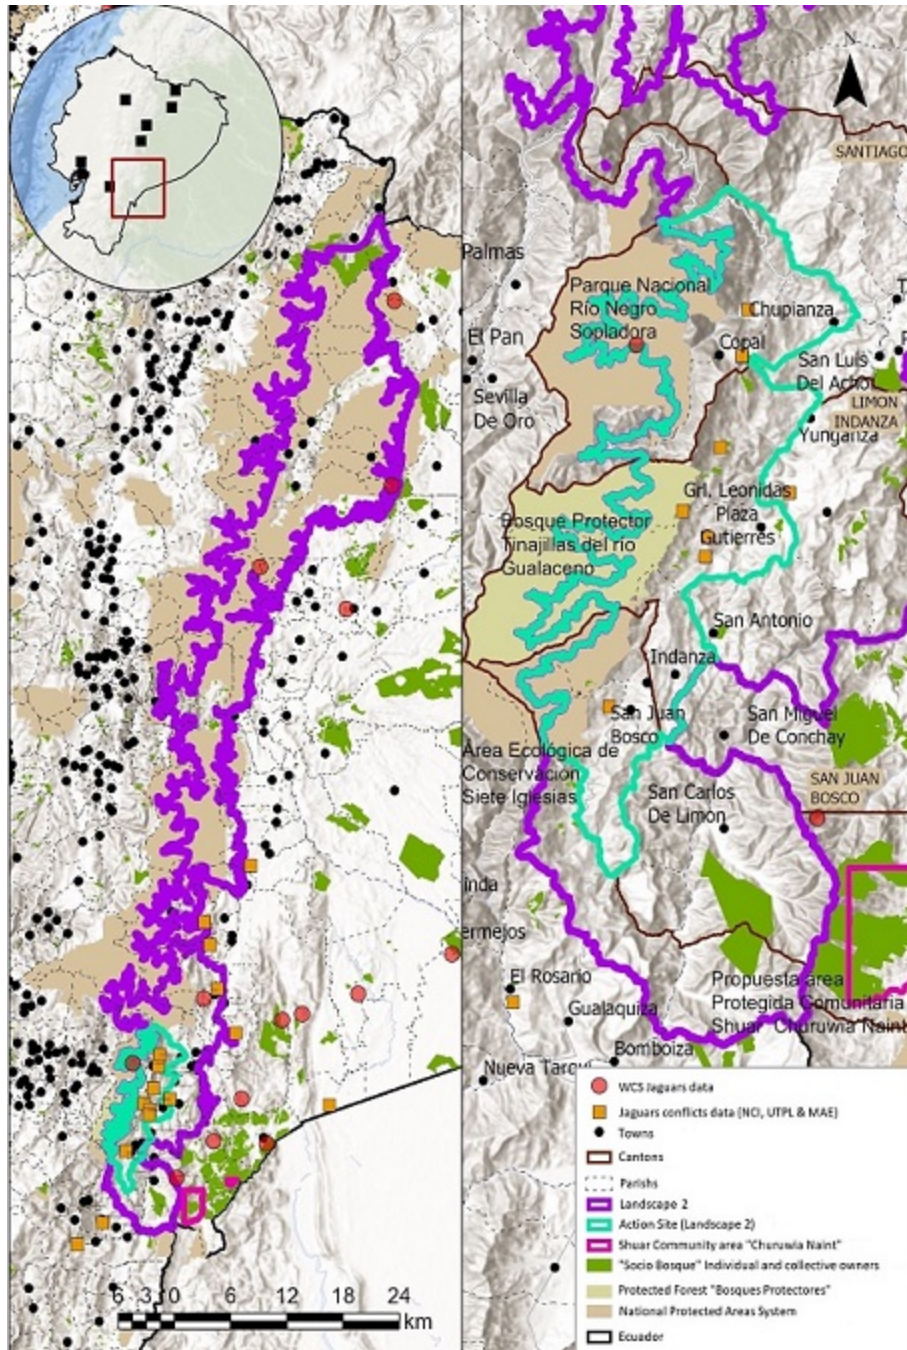 N
SANTIAGO
Palmas
Parque Nacional
Río Negro
Sopladora
Chupianza
El Pan
Copal
San Luis
Del Acho
Sevilla
De Oro
LIMON
INDANZA
Yunganza
Grl. Leonidas
Plaza
Gutierres
Bosque Protector
Tinajillas del río
Gualaceño
San Antonio
Indanza
San Juan
Bosco
San Miguel
De Conchay
Área Ecológica de
Conservación
Siete Iglesias
San Carlos
De Limon
SAN JUAN
BOSCO
inda
ermejos
El Rosario
Gualaquiza
Propuesta area
Protegida Comunitaria
Shuar Churuwia Naint
Bomboiza
Nueva Tarqui
WCS Jaguars data
Jaguars conflicts data (NCI, UTPL & MAE)
Towns
Cantons
Parishs
Landscape 2
Action Site (Landscape 2)
Shuar Community area "Churuwia Naint"
"Socio Bosque" Individual and collective owners
Protected Forest "Bosques Protectores"
National Protected Areas System
Ecuador
6 3 0 6 12 18 24
km